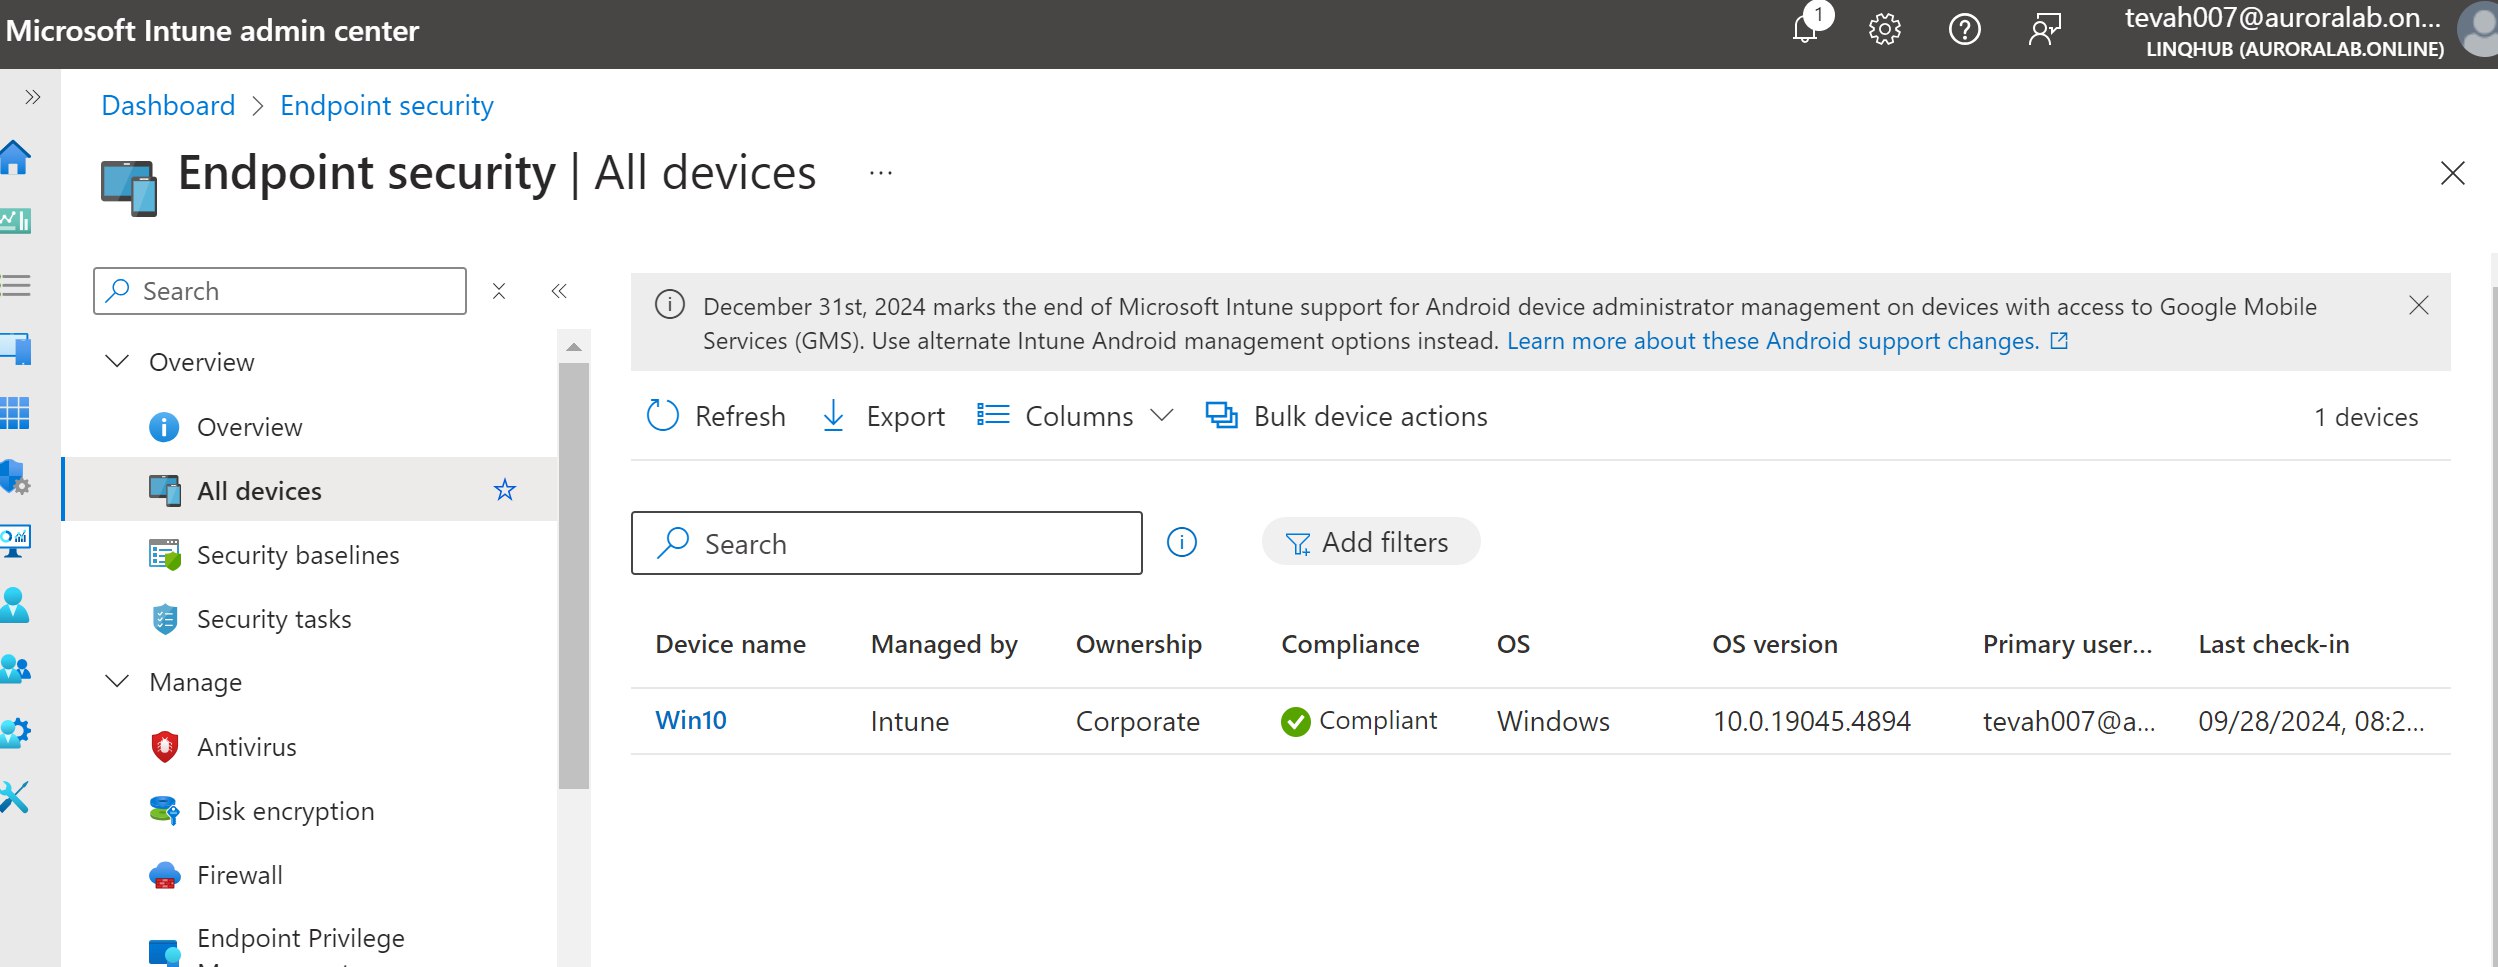 Microsoft Intune admin center
1
tevah007@auroralab.on...
LINQHUB (AURORALAB.ONLINE)
Dashboard > Endpoint security
Endpoint security | All devices ...
Search
Overview
Overview
All devices
Security baselines
Security tasks
Manage
Antivirus
Disk encryption
Firewall
Endpoint Privilege
December 31st, 2024 marks the end of Microsoft Intune support for Android device administrator management on devices with access to Google Mobile
Services (GMS). Use alternate Intune Android management options instead. Learn more about these Android support changes.
Refresh Export Columns Bulk device actions 1 devices
Search Add filters
Device name Managed by Ownership Compliance OS OS version Primary user... Last check-in
Win10 Intune Corporate Compliant Windows 10.0.19045.4894 tevah007@a... 09/28/2024, 08:2...